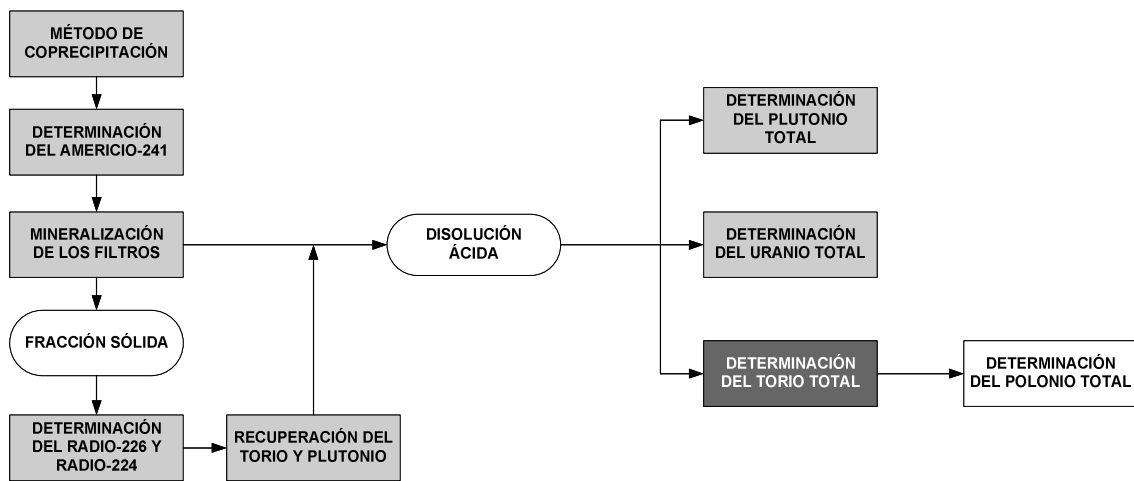 MÉTODO DE
COPRECIPITACIÓN
DETERMINACIÓN
DEL AMERICIO-241
MINERALIZACIÓN
DE LOS FILTROS
FRACCIÓN SÓLIDA
DETERMINACIÓN
DEL RADIO-226 Y
RADIO-224
RECUPERACIÓN DEL
TORIO Y PLUTONIO
DISOLUCIÓN
ÁCIDA
DETERMINACIÓN
DEL PLUTONIO
TOTAL
DETERMINACIÓN
DEL URANIO TOTAL
DETERMINACIÓN
DEL TORIO TOTAL
DETERMINACIÓN
DEL POLONIO TOTAL